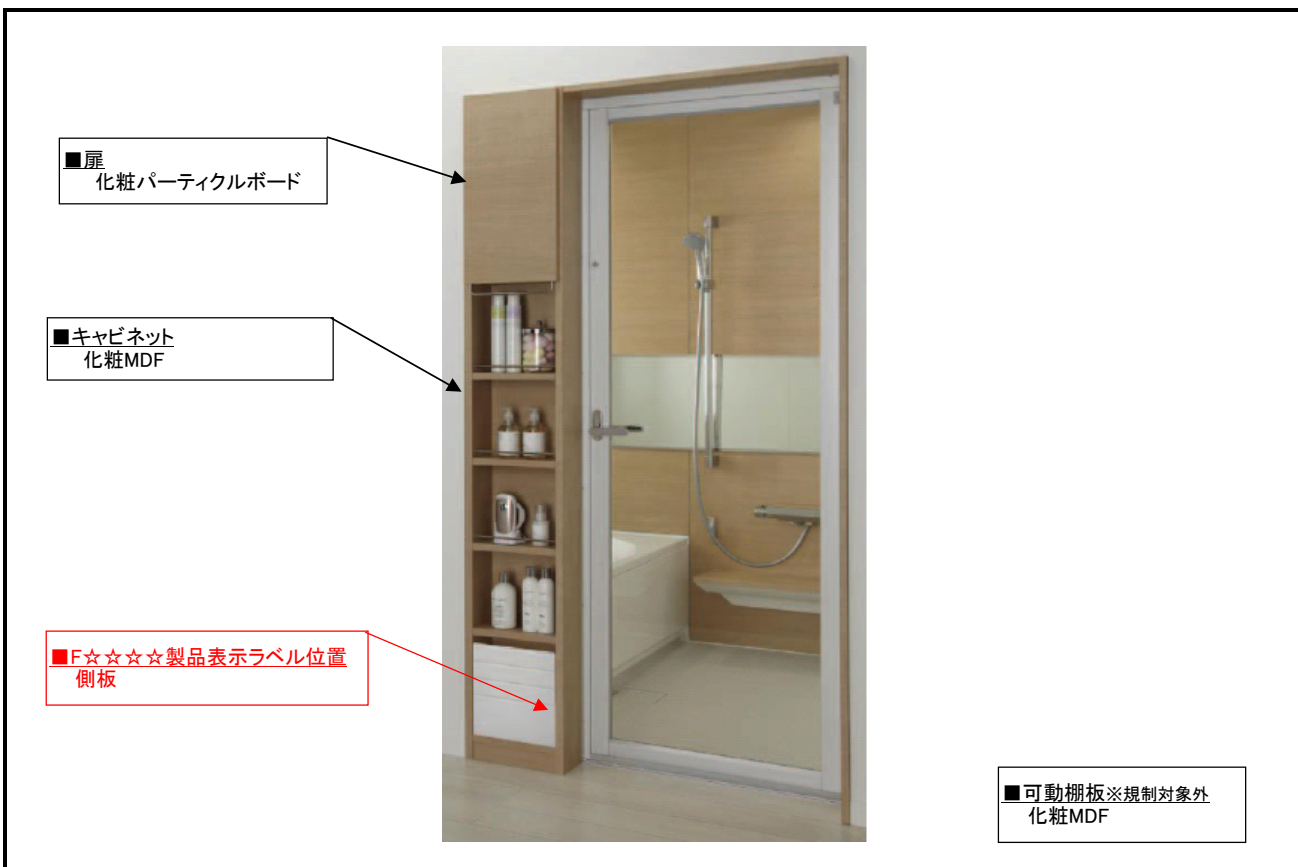 ■扉
化粧パーティクルボード
■キャビネット
化粧MDF
■F☆☆☆☆製品表示ラベル位置
側板
■可動棚板※規制対象外
化粧MDF